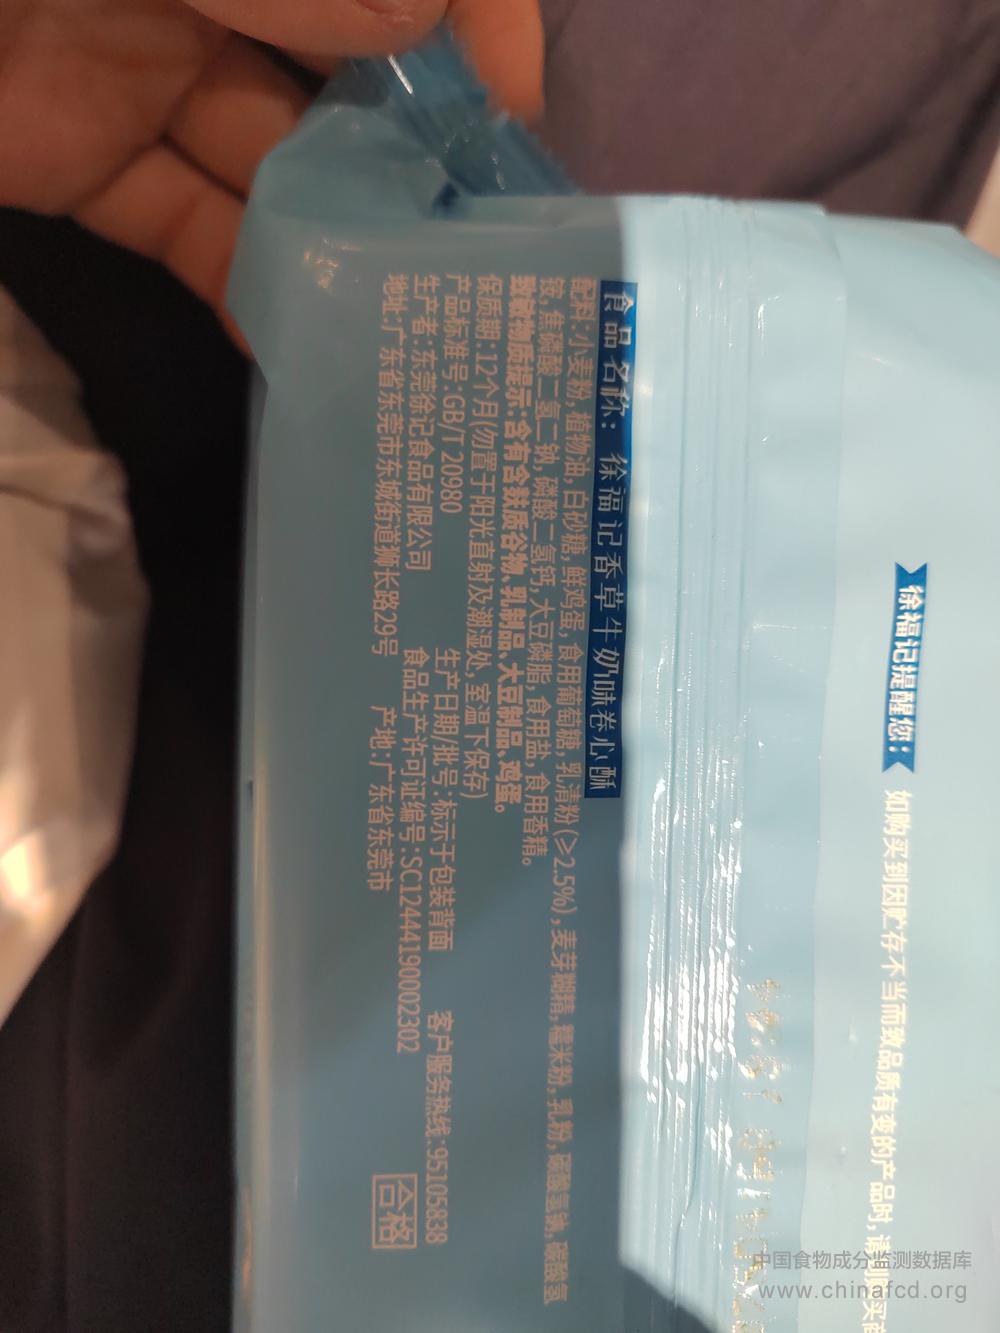 食品名称：徐福记香草牛奶味卷心酥
配料:小麦粉,植物油,白砂糖,鲜鸡蛋,食用葡萄糖,乳清粉(≥2.5%),麦芽糊精,糯米粉,乳粉,碳酸氢钠,碳酸氢
铵,焦磷酸二氢二钠,磷酸二氢钙,大豆磷脂,食用盐,食用香精。
致敏物质提示:含有含麸质谷物、乳制品、大豆制品、鸡蛋。
保质期:12个月(勿置于阳光直射及潮湿处,室温下保存)
产品标准号:GB/T 20980 生产日期/批号:标示于包装背面 客户服务热线:95105838
生产者:东莞徐记食品有限公司 食品生产许可证编号:SC12444190002302
地址:广东省东莞市东城街道狮长路29号 产地:广东省东莞市
合格
徐福记提醒您：如购买到因贮存不当而致品质有变的产品时,请
中国食物成分监测数据库
www.chinafcd.org